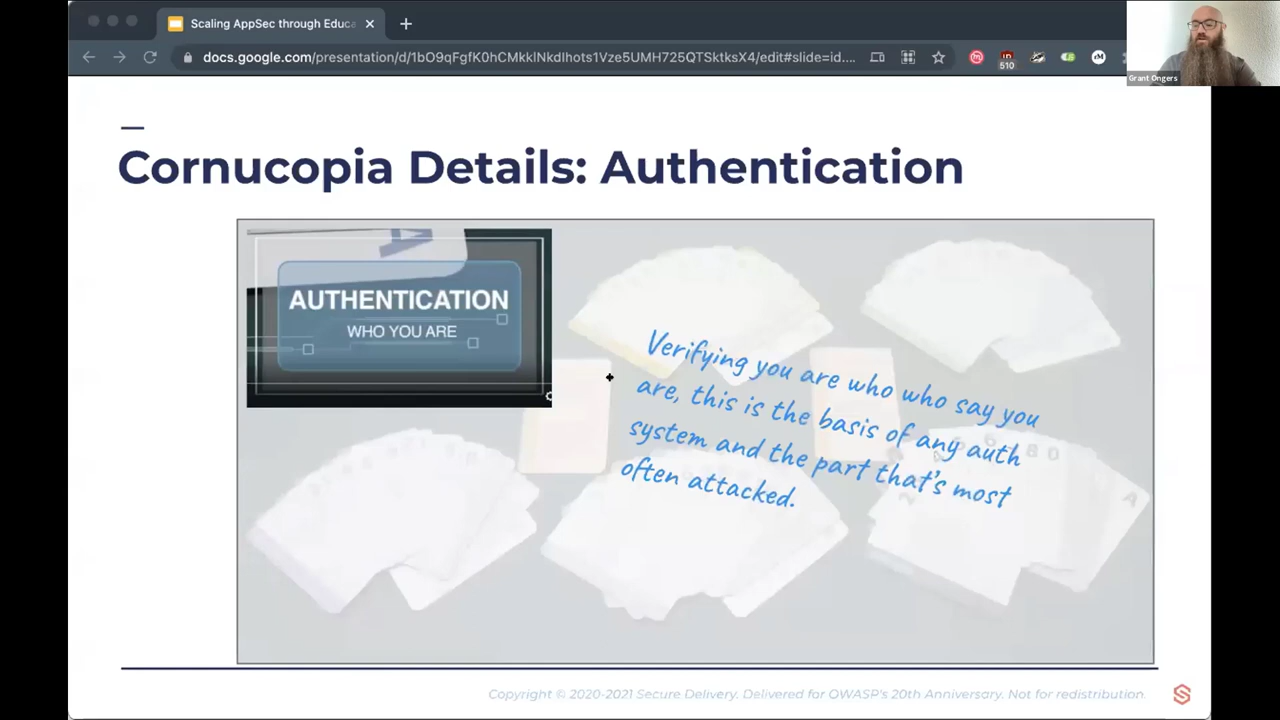 Scaling AppSec through Educa
docs.google.com/presentation/d/1bO9qFgfK0hCMkklNkdIhots1Vze5UMH725QTSktksX4/edit#slide=id....
510
Grant Ongers
Cornucopia Details: Authentication
A
AUTHENTICATION
WHO YOU ARE
Verifying you are who who say you
are, this is the basis of any auth
system and the part that's most
often attacked.
A
Copyright © 2020-2021 Secure Delivery. Delivered for OWASP's 20th Anniversary. Not for redistribution.